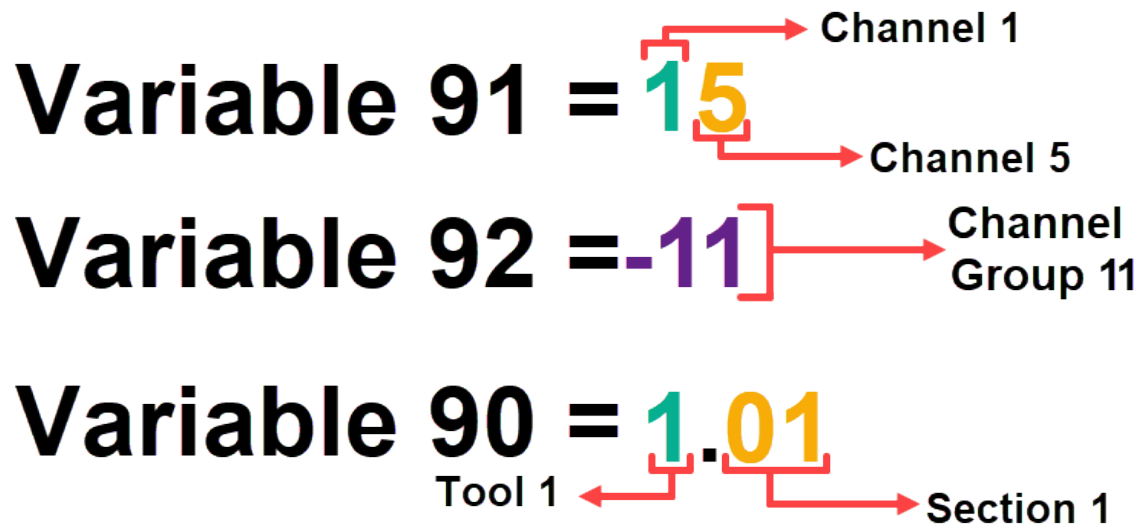 Channel 1
Variable 91 = 15
Channel 5
Variable 92 =-11
Channel
Group 11
Variable 90 = 1.01
Tool 1
Section 1